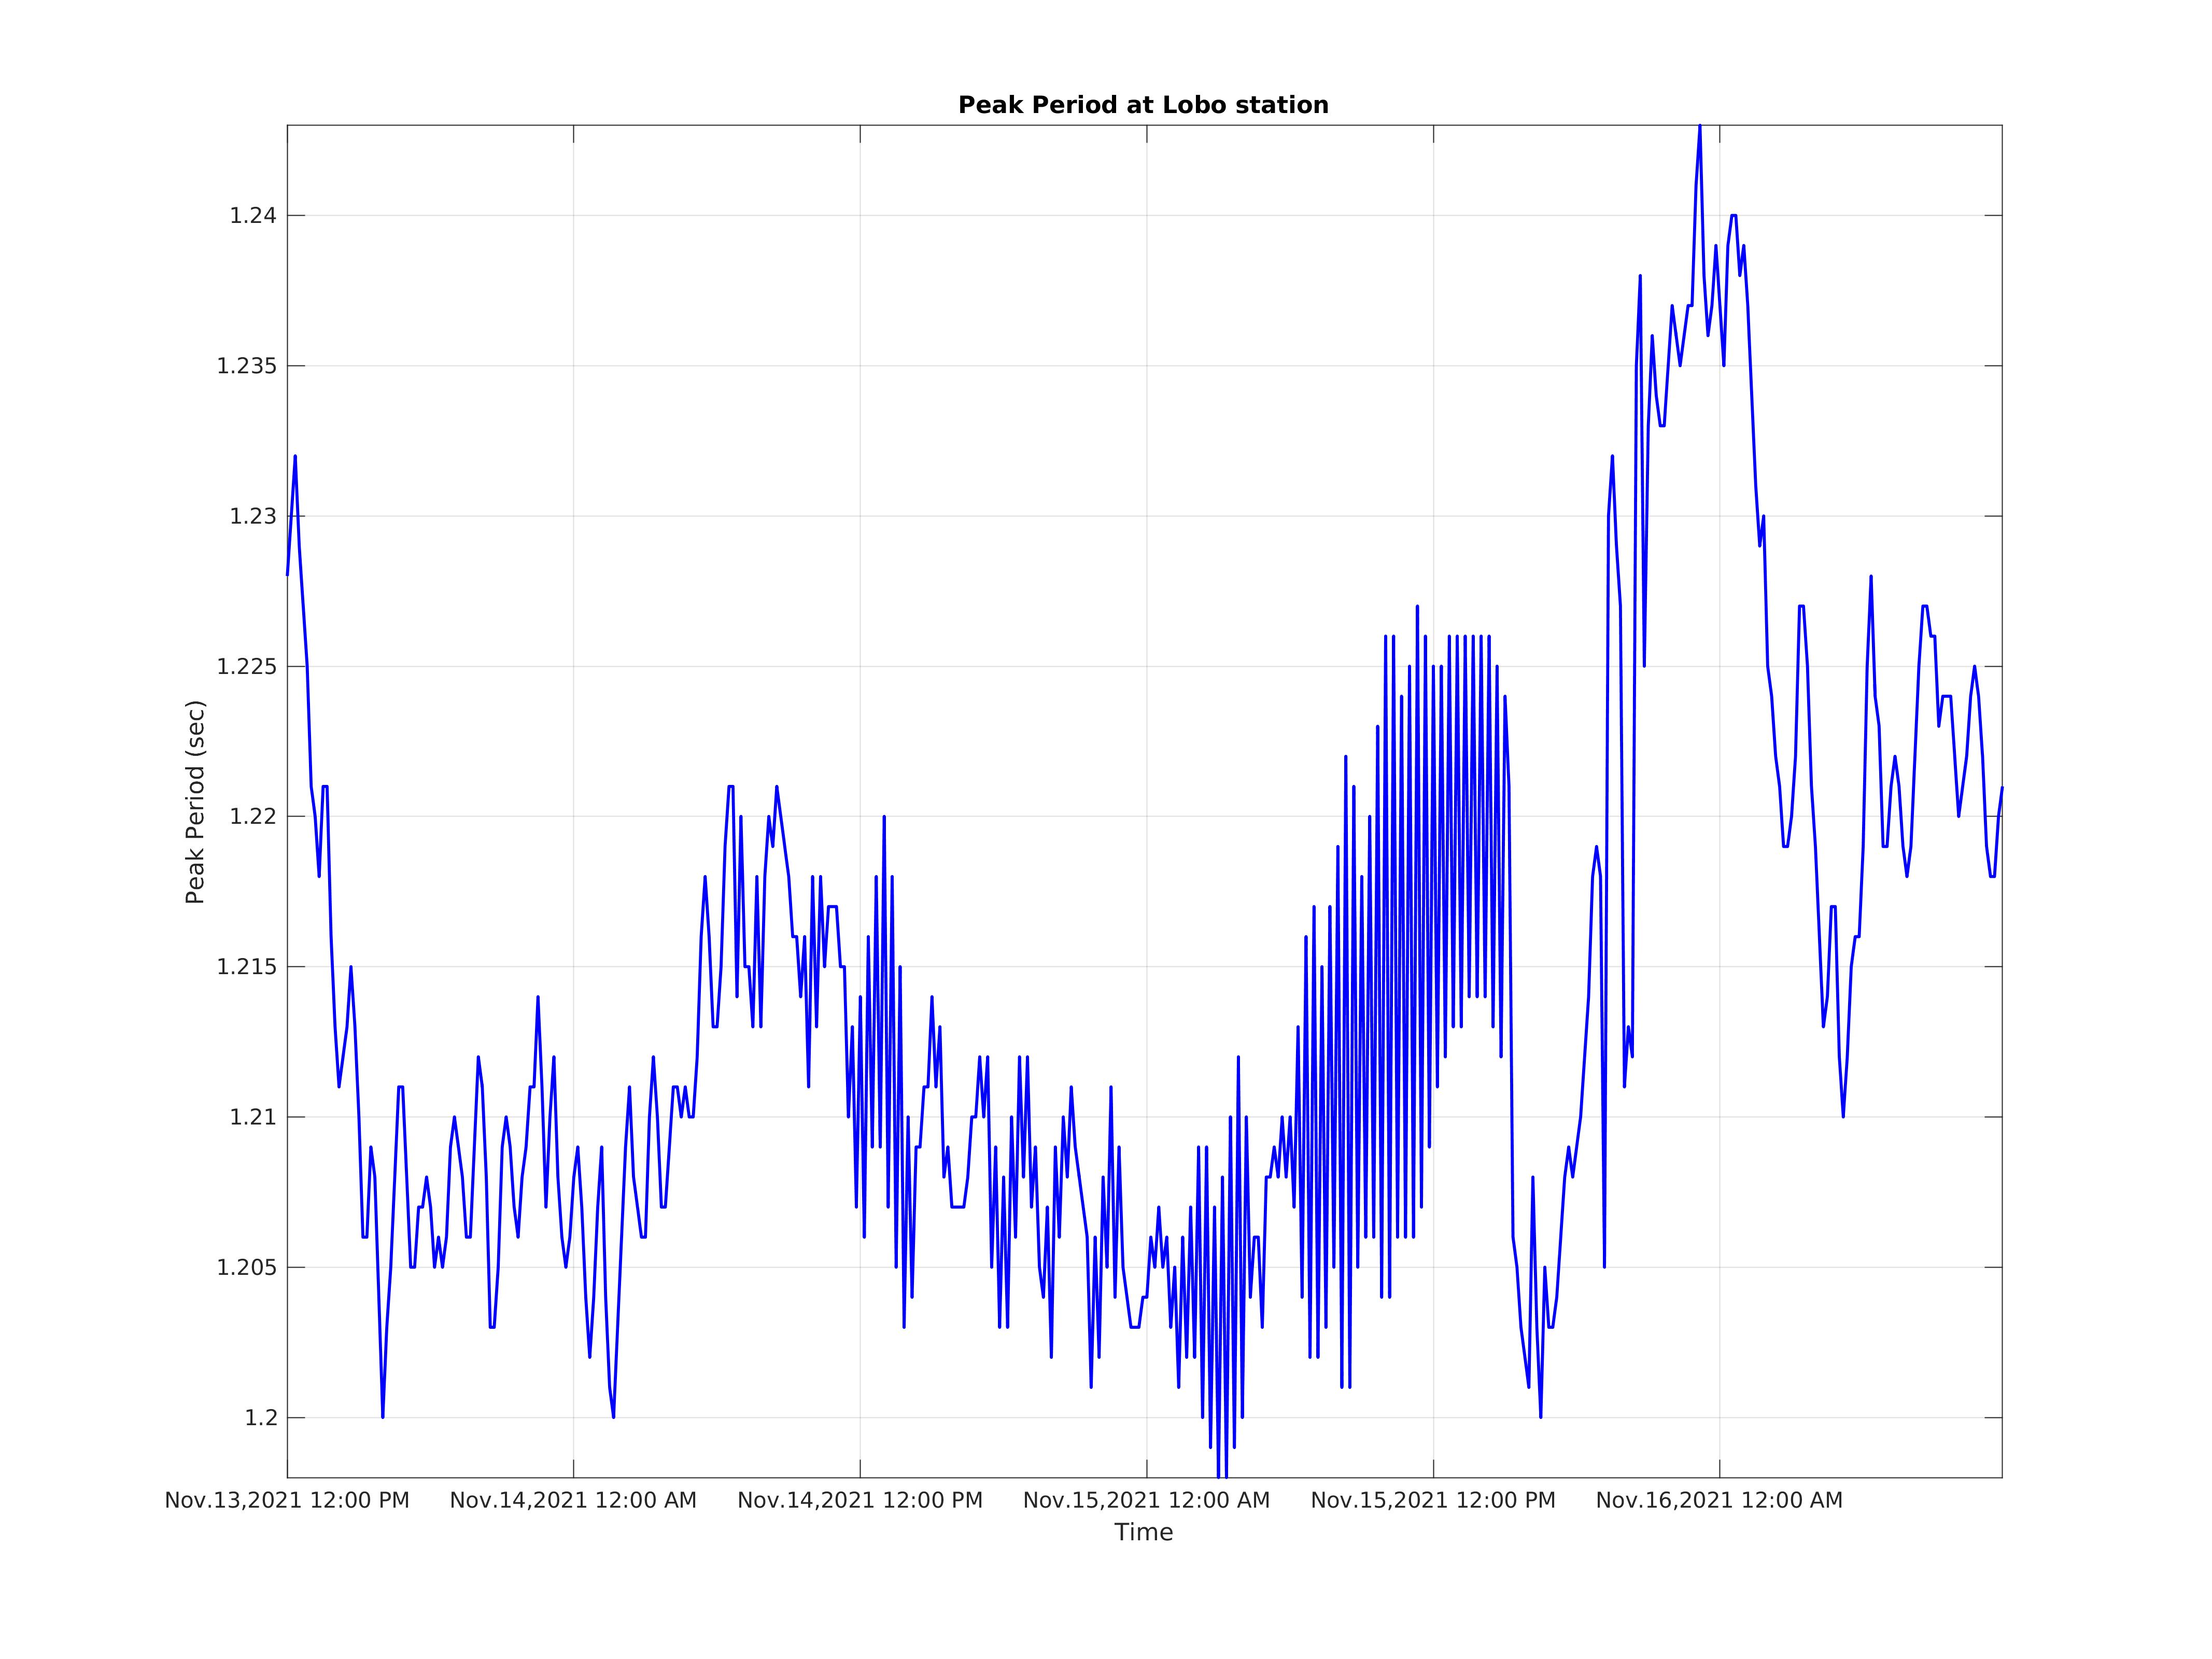 Peak Period at Lobo station
1.24
1.235
1.23
1.225
1.22
1.215
1.21
1.205
1.2
Peak Period (sec)
Nov.13,2021 12:00 PM Nov.14,2021 12:00 AM Nov.14,2021 12:00 PM Nov.15,2021 12:00 AM Nov.15,2021 12:00 PM Nov.16,2021 12:00 AM
Time